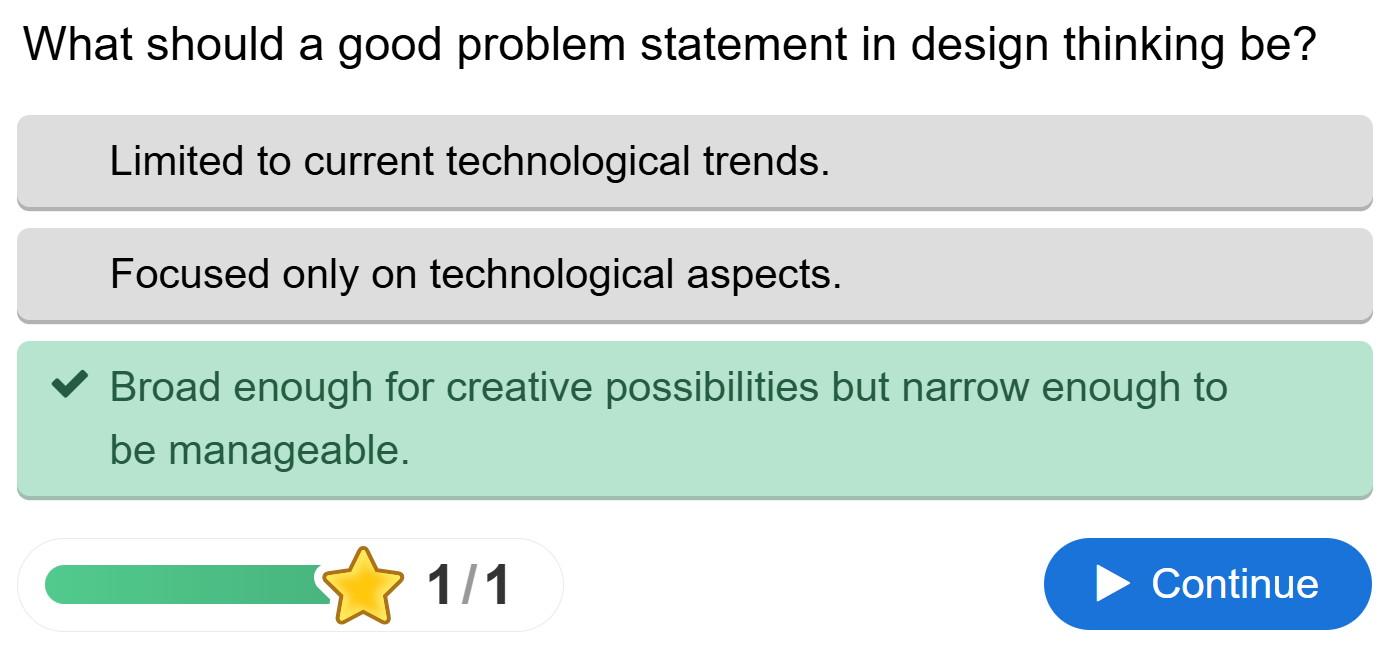 What should a good problem statement in design thinking be?
Limited to current technological trends.
Focused only on technological aspects.
Broad enough for creative possibilities but narrow enough to
be manageable.
1/1
Continue